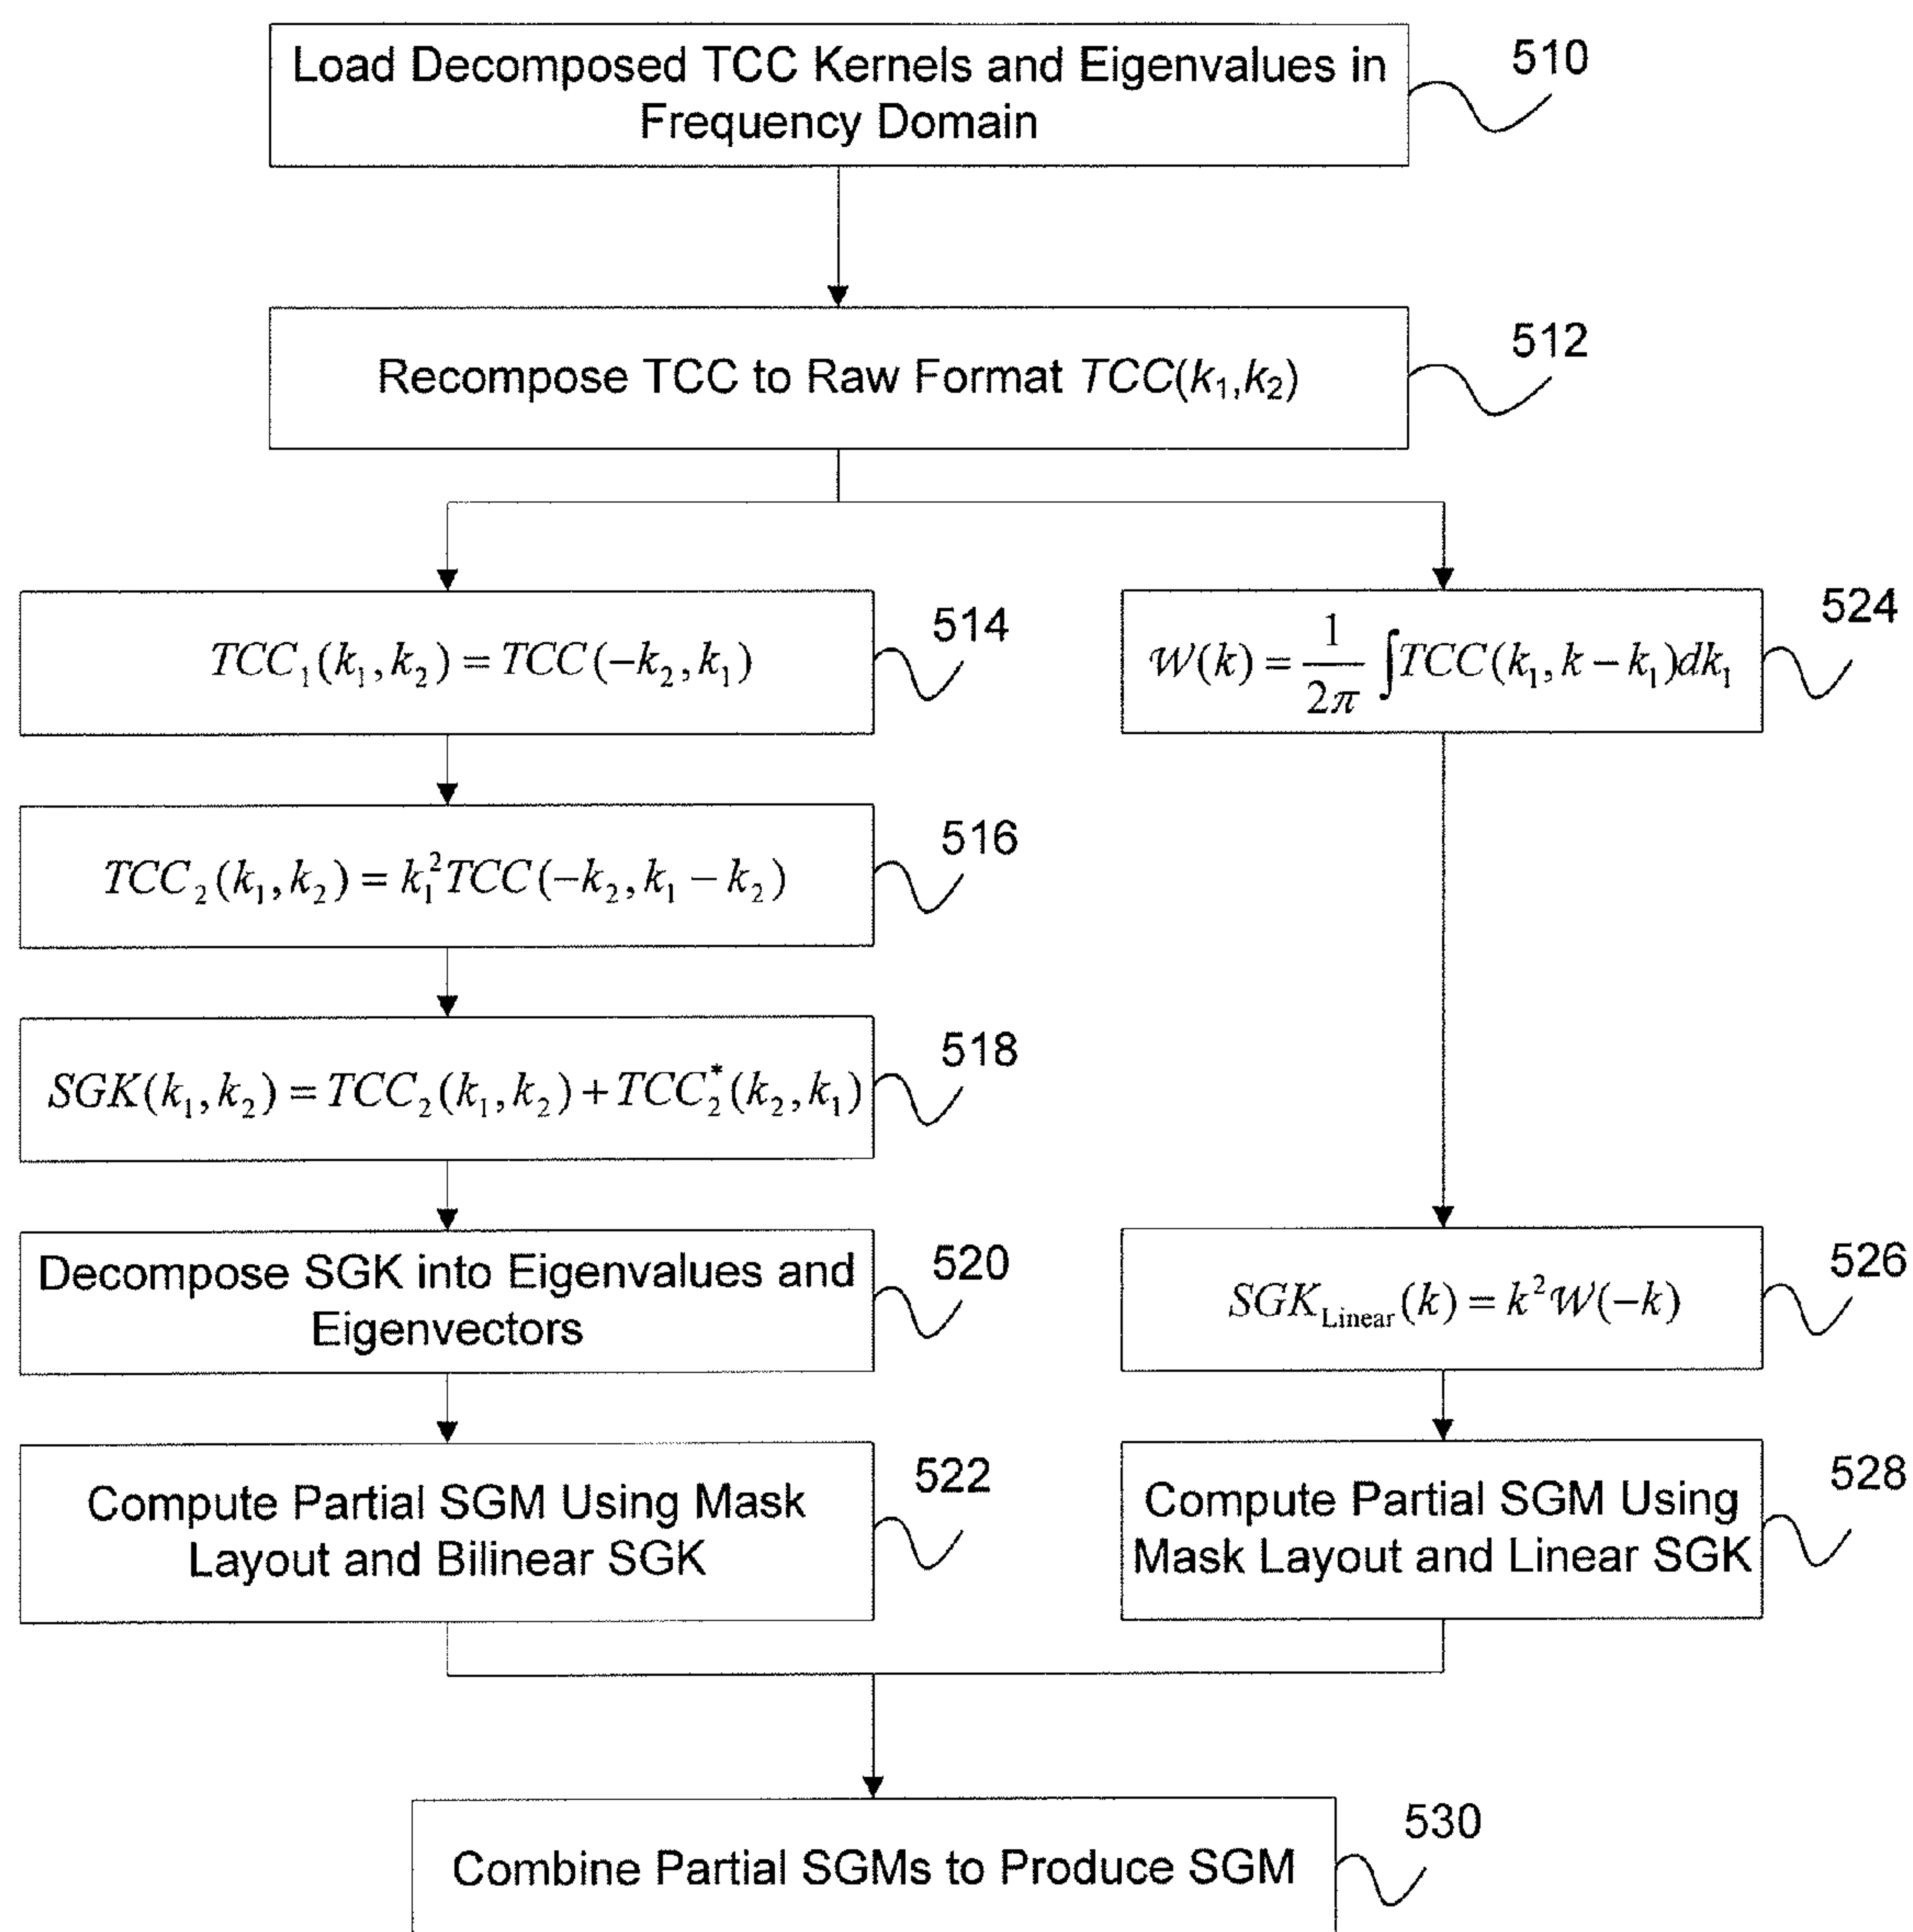 Load Decomposed TCC Kernels and Eigenvalues in
Frequency Domain
510
Recompose TCC to Raw Format TCC(k₁,k₂)
512
TCC₁(k₁,k₂) = TCC(−k₂,k₁)
514
𝒲(k) = 1/2π ∫TCC(k₁,k−k₁)dk₁
524
TCC₂(k₁,k₂) = k₁²TCC(−k₂,k₁−k₂)
516
SGK(k₁,k₂) = TCC₂(k₁,k₂)+TCC₂*(k₂,k₁)
518
Decompose SGK into Eigenvalues and
Eigenvectors
520
SGK_Linear(k) = k²𝒲(−k)
526
Compute Partial SGM Using Mask
Layout and Bilinear SGK
522
Compute Partial SGM Using
Mask Layout and Linear SGK
528
Combine Partial SGMs to Produce SGM
530